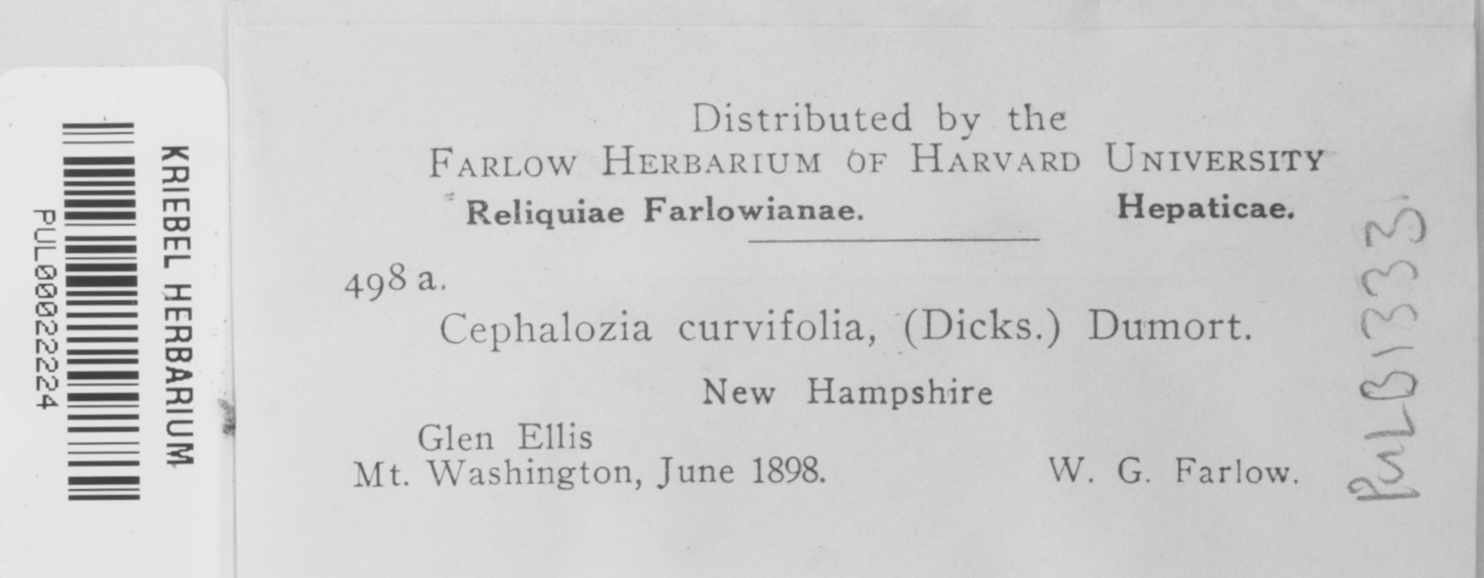 KRIEBEL HERBARIUM
PUL00022224
Distributed by the
FARLOW HERBARIUM OF HARVARD UNIVERSITY
Reliquiae Farlowianae. Hepaticae.
498 a.
Cephalozia curvifolia, (Dicks.) Dumort.
New Hampshire
Glen Ellis
Mt. Washington, June 1898. W. G. Farlow.
PULB1333